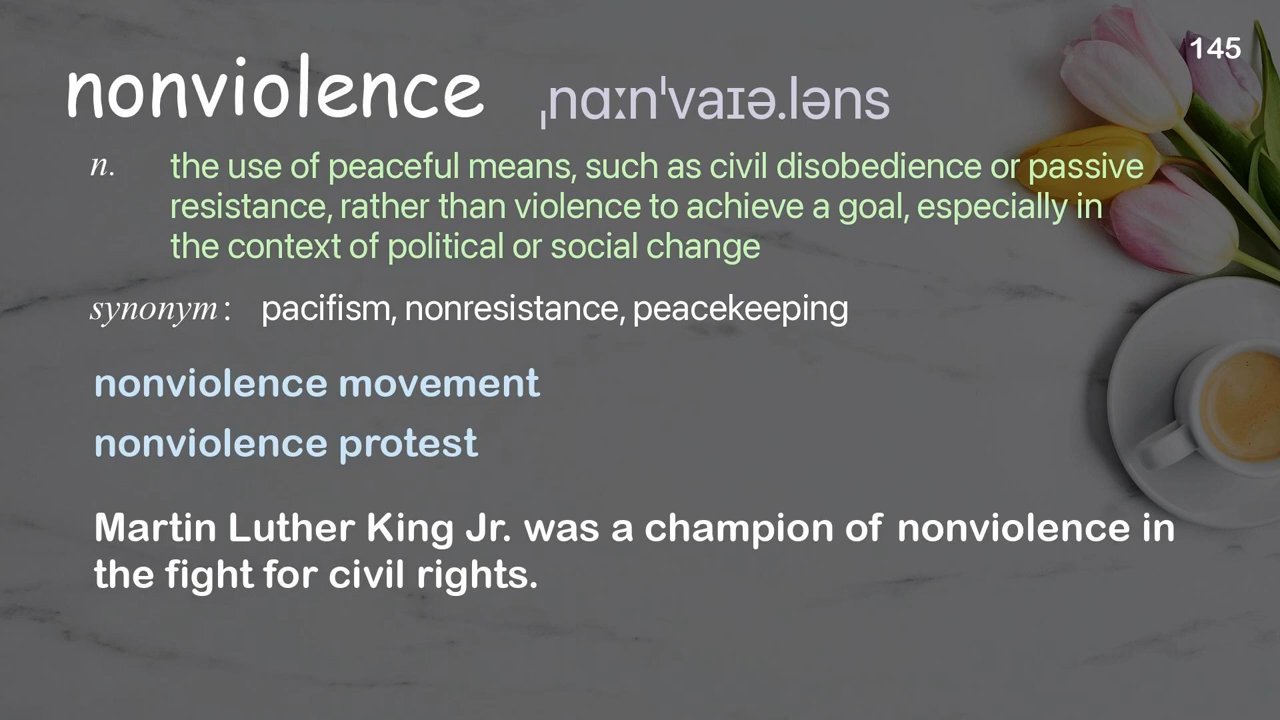 145
nonviolence ˌnɑːnˈvaɪə.ləns
n. the use of peaceful means, such as civil disobedience or passive
resistance, rather than violence to achieve a goal, especially in
the context of political or social change
synonym: pacifism, nonresistance, peacekeeping
nonviolence movement
nonviolence protest
Martin Luther King Jr. was a champion of nonviolence in
the fight for civil rights.